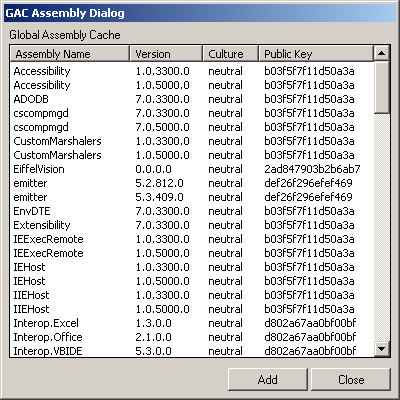 GAC Assembly Dialog
Global Assembly Cache
Assembly Name Version Culture Public Key
Accessibility 1.0.3300.0 neutral b03f5f7f11d50a3a
Accessibility 1.0.5000.0 neutral b03f5f7f11d50a3a
ADODB 7.0.3300.0 neutral b03f5f7f11d50a3a
cscompmgd 7.0.3300.0 neutral b03f5f7f11d50a3a
cscompmgd 7.0.5000.0 neutral b03f5f7f11d50a3a
CustomMarshalers 1.0.3300.0 neutral b03f5f7f11d50a3a
CustomMarshalers 1.0.5000.0 neutral b03f5f7f11d50a3a
EiffelVision 0.0.0.0 neutral 2ad847903b2b6ab7
emitter 5.2.812.0 neutral def26f296efef469
emitter 5.3.409.0 neutral def26f296efef469
EnvDTE 7.0.3300.0 neutral b03f5f7f11d50a3a
Extensibility 7.0.3300.0 neutral b03f5f7f11d50a3a
IEExecRemote 1.0.3300.0 neutral b03f5f7f11d50a3a
IEExecRemote 1.0.5000.0 neutral b03f5f7f11d50a3a
IEHost 1.0.3300.0 neutral b03f5f7f11d50a3a
IEHost 1.0.5000.0 neutral b03f5f7f11d50a3a
IIEHost 1.0.3300.0 neutral b03f5f7f11d50a3a
IIEHost 1.0.5000.0 neutral b03f5f7f11d50a3a
Interop.Excel 1.3.0.0 neutral d802a67aa0bf00bf
Interop.Office 2.1.0.0 neutral d802a67aa0bf00bf
Interop.VBIDE 5.3.0.0 neutral d802a67aa0bf00bf
Add Close